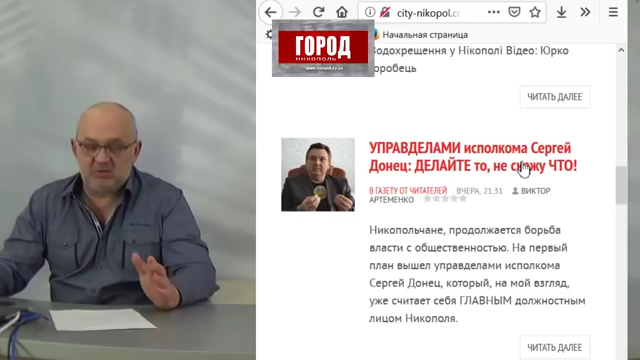 city-nikopol.c
Начальная страница
ГОРОД
НИКОПОЛЬ
Водохрещення у Нікополі Відео: Юрко
оробець
ЧИТАТЬ ДАЛЕЕ
УПРАВДЕЛАМИ исполкома Сергей
Донец: ДЕЛАЙТЕ то, не скажу ЧТО!
В ГАЗЕТУ ОТ ЧИТАТЕЛЕЙ ВЧЕРА, 21:31 ВИКТОР
АРТЕМЕНКО
Никопольчане, продолжается борьба
власти с общественностью. На первый
план вышел управделами исполкома
Сергей Донец, который, на мой взгляд,
уже считает себя ГЛАВНЫМ должностным
лицом Никополя.
ЧИТАТЬ ДАЛЕЕ